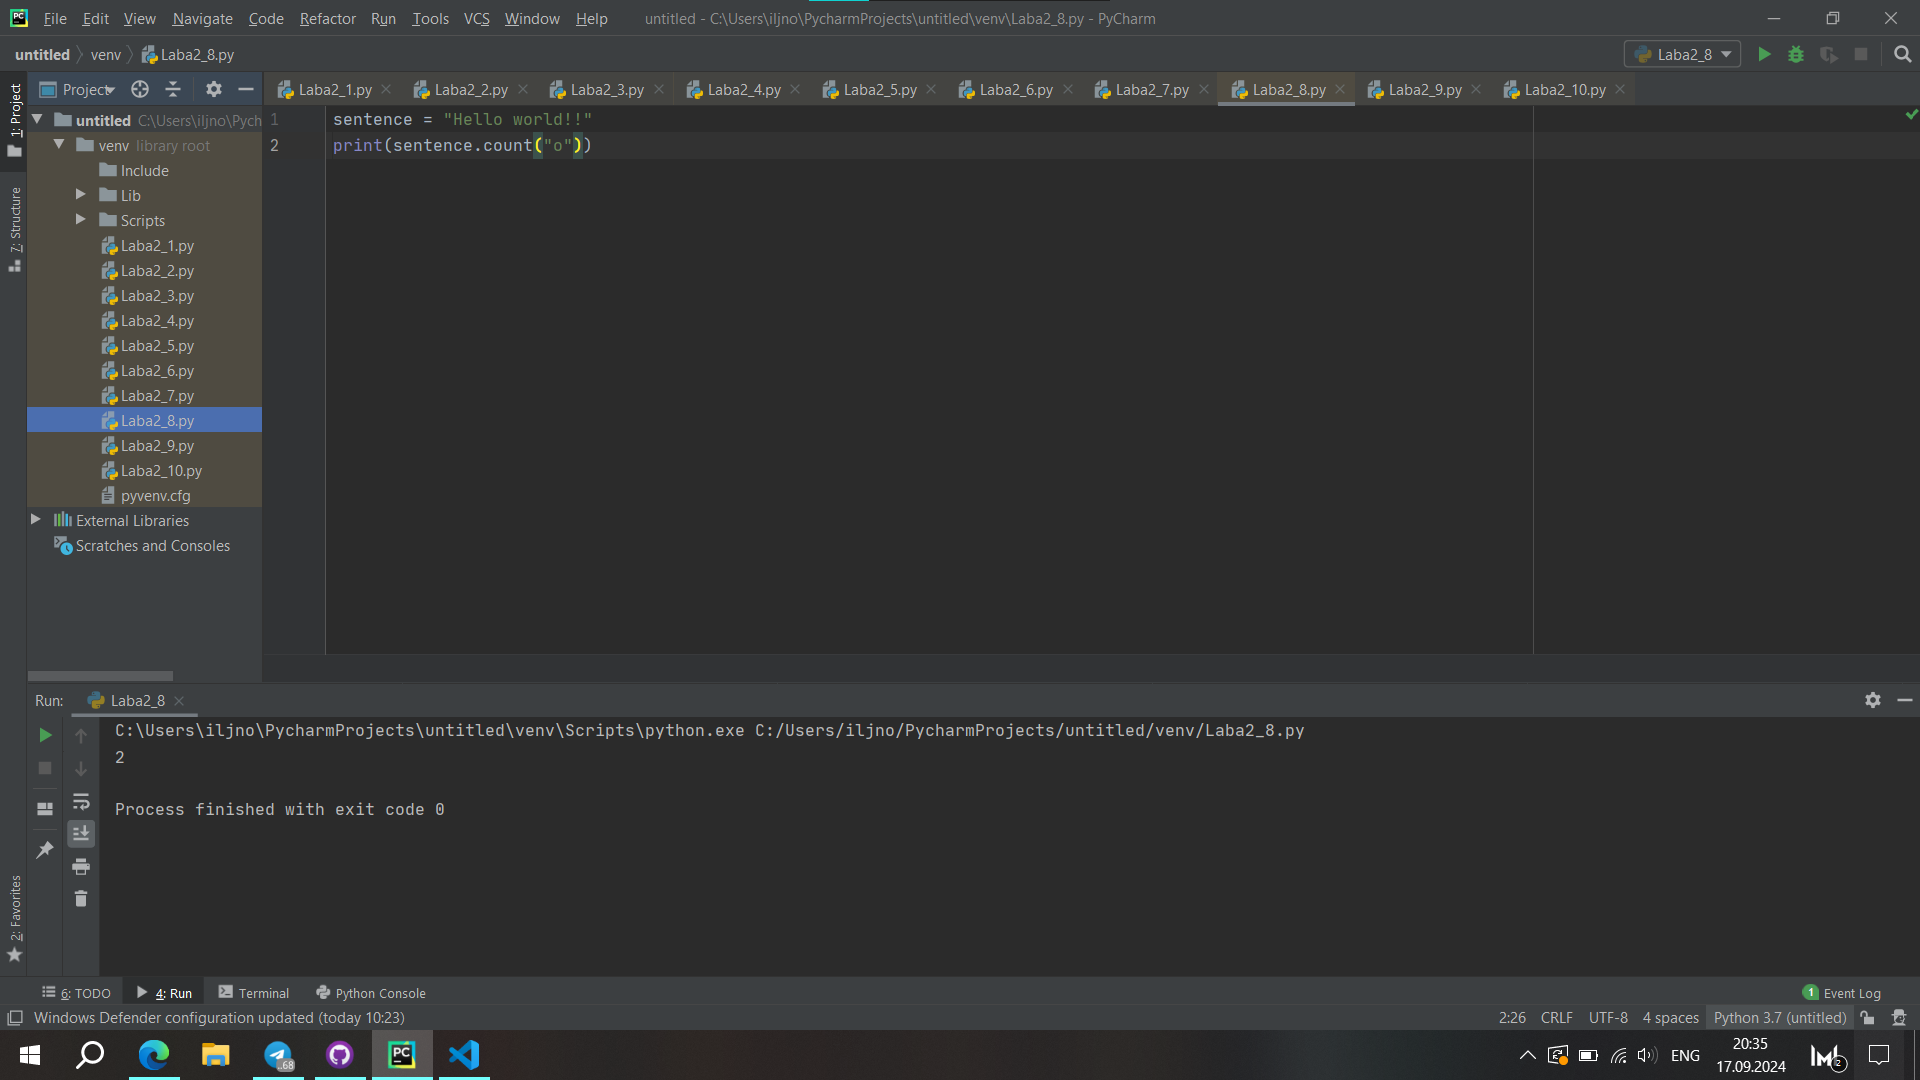 File Edit View Navigate Code Refactor Run Tools VCS Window Help untitled - C:\Users\iljno\PycharmProjects\untitled\venv\Laba2_8.py - PyCharm
untitled venv Laba2_8.py Laba2_8
Project Laba2_1.py Laba2_2.py Laba2_3.py Laba2_4.py Laba2_5.py Laba2_6.py Laba2_7.py Laba2_8.py Laba2_9.py Laba2_10.py
1: Project
7: Structure
2: Favorites
untitled C:\Users\iljno\Pych
venv library root
Include
Lib
Scripts
Laba2_1.py
Laba2_2.py
Laba2_3.py
Laba2_4.py
Laba2_5.py
Laba2_6.py
Laba2_7.py
Laba2_8.py
Laba2_9.py
Laba2_10.py
pyvenv.cfg
External Libraries
Scratches and Consoles
1 sentence = "Hello world!!"
2 print(sentence.count("o"))
Run: Laba2_8
C:\Users\iljno\PycharmProjects\untitled\venv\Scripts\python.exe C:/Users/iljno/PycharmProjects/untitled/venv/Laba2_8.py
2
Process finished with exit code 0
6: TODO 4: Run Terminal Python Console 1 Event Log
Windows Defender configuration updated (today 10:23) 2:26 CRLF UTF-8 4 spaces Python 3.7 (untitled)
PC ..68 ENG 20:35 2
17.09.2024